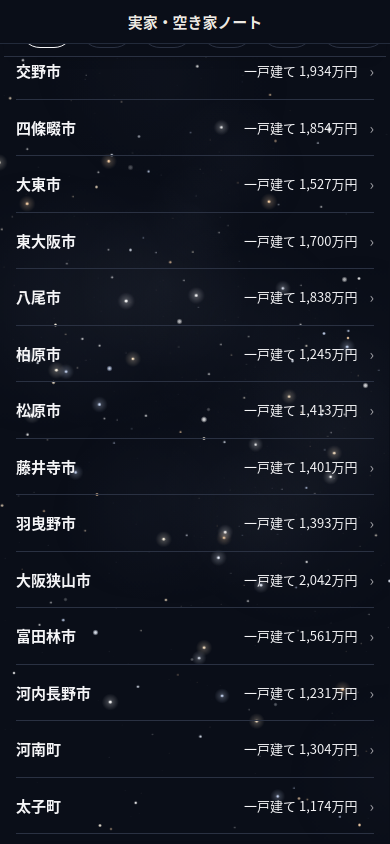 実家・空き家ノート
交野市 一戸建て 1,934万円 ›
四條畷市 一戸建て 1,854万円 ›
大東市 一戸建て 1,527万円 ›
東大阪市 一戸建て 1,700万円 ›
八尾市 一戸建て 1,838万円 ›
柏原市 一戸建て 1,245万円 ›
松原市 一戸建て 1,413万円 ›
藤井寺市 一戸建て 1,401万円 ›
羽曳野市 一戸建て 1,393万円 ›
大阪狭山市 一戸建て 2,042万円 ›
富田林市 一戸建て 1,561万円 ›
河内長野市 一戸建て 1,231万円 ›
河南町 一戸建て 1,304万円 ›
太子町 一戸建て 1,174万円 ›